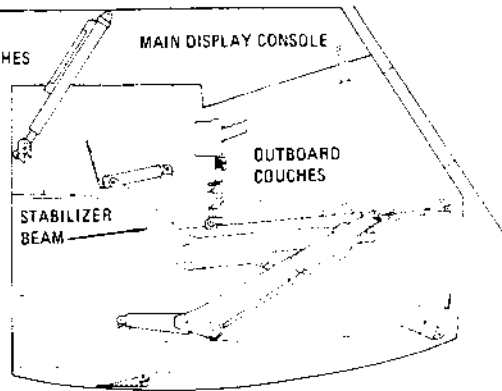 HES
MAIN DISPLAY CONSOLE
OUTBOARD
COUCHES
STABILIZER
BEAM